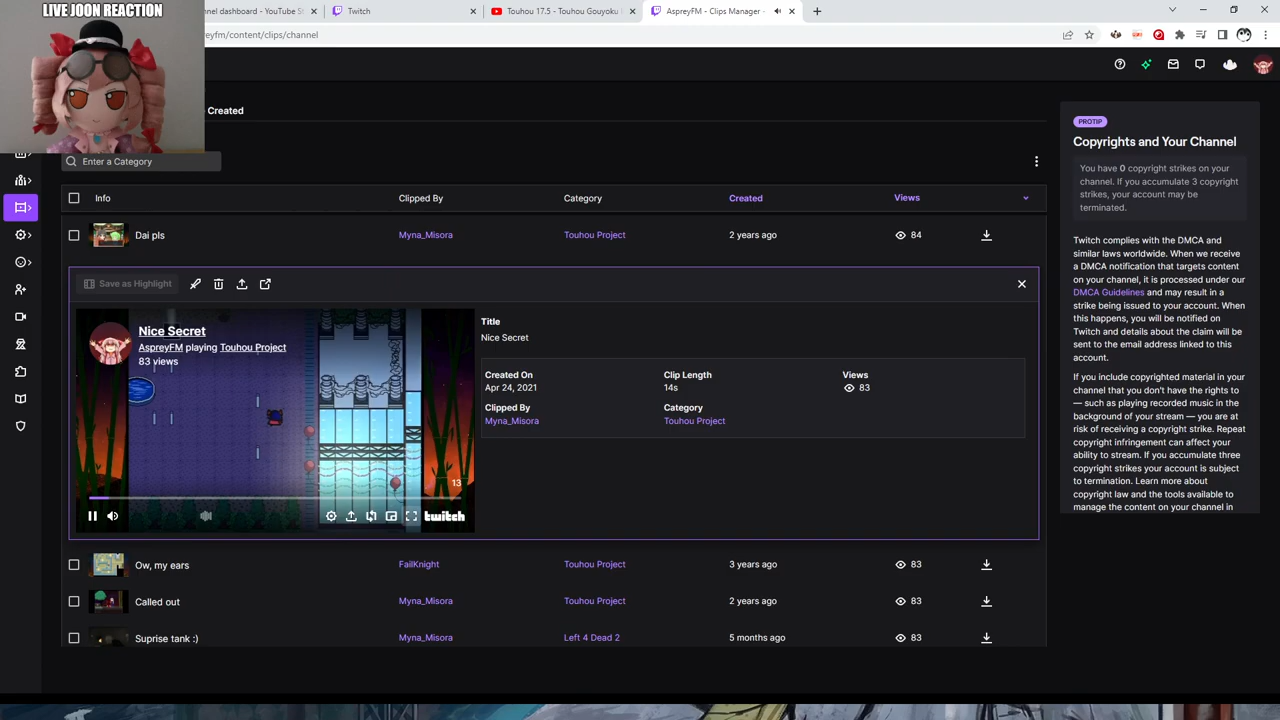 LIVE JOON REACTION
nnel dashboard - YouTube St
Twitch
Touhou 17.5 - Touhou Gouyoku
AspreyFM - Clips Manager -
eyfm/content/clips/channel
Created
Enter a Category
Info Clipped By Category Created Views
Dai pls Myna_Misora Touhou Project 2 years ago 84
Save as Highlight
Nice Secret
AspreyFM playing Touhou Project
83 views
13
twitch
Title
Nice Secret
Created On Clip Length Views
Apr 24, 2021 14s 83
Clipped By Category
Myna_Misora Touhou Project
Ow, my ears FailKnight Touhou Project 3 years ago 83
Called out Myna_Misora Touhou Project 2 years ago 83
Suprise tank :) Myna_Misora Left 4 Dead 2 5 months ago 83
PROTIP
Copyrights and Your Channel
You have 0 copyright strikes on
your channel. If you accumulate 3 copyright
strikes, your account may be
terminated.
Twitch complies with the DMCA and
similar laws worldwide. When we receive
a DMCA notification that targets content
on your channel, it is processed under our
DMCA Guidelines and may result in a
strike being issued to your account. When
this happens, you will be notified on
Twitch and details about the claim will be
sent to the email address linked to this
account.
If you include copyrighted material in your
channel that you don't have the rights to
— such as playing recorded music in the
background of your stream — you are at
risk of receiving a copyright strike. Repeat
copyright infringement can affect your
ability to stream. If you accumulate three
copyright strikes your account is subject
to termination. Learn more about
copyright law and the tools available to
manage the content on your channel in